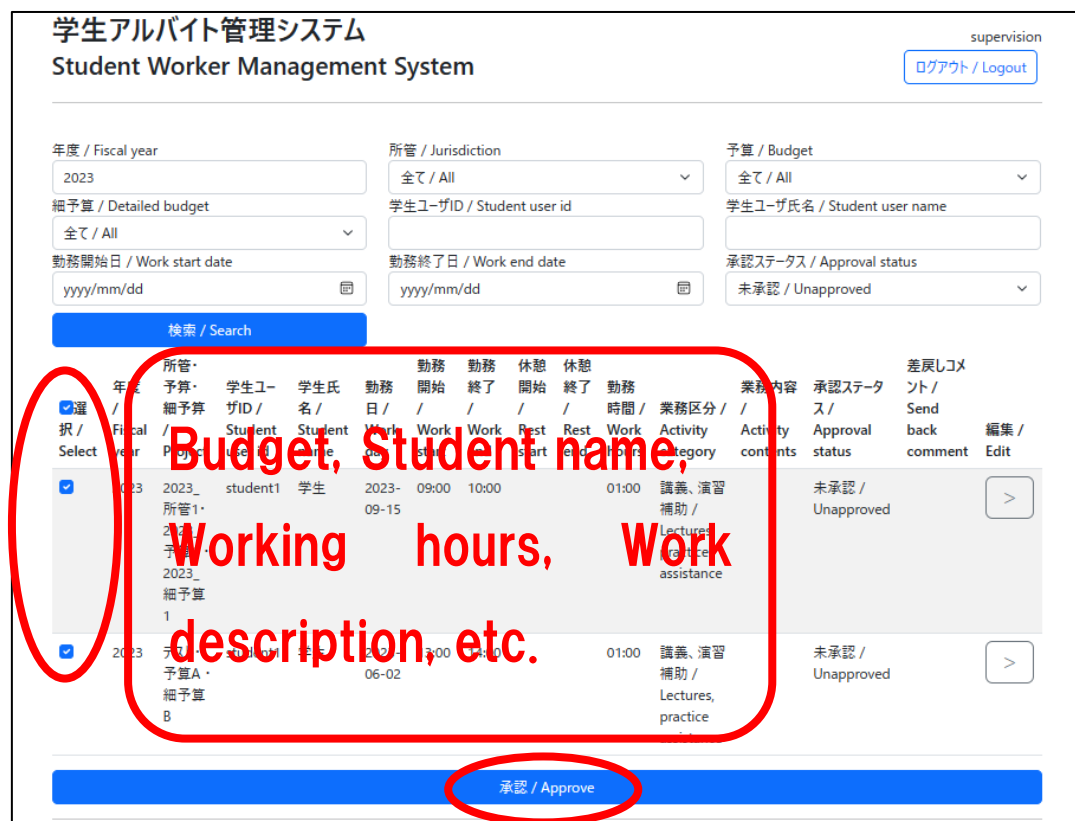 学生アルバイト管理システム
Student Worker Management System
supervision
ログアウト / Logout
年度 / Fiscal year
所管 / Jurisdiction
予算 / Budget
2023
全て / All
全て / All
細予算 / Detailed budget
学生ユーザID / Student user id
学生ユーザ氏名 / Student user name
全て / All
勤務開始日 / Work start date
勤務終了日 / Work end date
承認ステータス / Approval status
yyyy/mm/dd
yyyy/mm/dd
未承認 / Unapproved
検索 / Search
選択 / Select
年度 / Fiscal year
所管・予算・細予算 / Project
学生ユーザID / Student user id
学生氏名 / Student name
勤務日 / Work day
勤務開始 / Work start
勤務終了 / Work end
休憩開始 / Rest start
休憩終了 / Rest end
勤務時間 / Work hours
業務区分 / Activity category
業務内容 / Activity contents
承認ステータス / Approval status
差戻しコメント / Send back comment
編集 / Edit
Budget, Student name,
Working hours, Work
description, etc.
2023
2023_所管1・2023_予算1・2023_細予算1
student1
学生
2023-09-15
09:00
10:00
01:00
講義、演習補助 / Lectures, practice assistance
未承認 / Unapproved
>
2023
予算A・細予算B
student1
06-02
13:00
14:00
01:00
講義、演習補助 / Lectures, practice assistance
未承認 / Unapproved
>
承認 / Approve